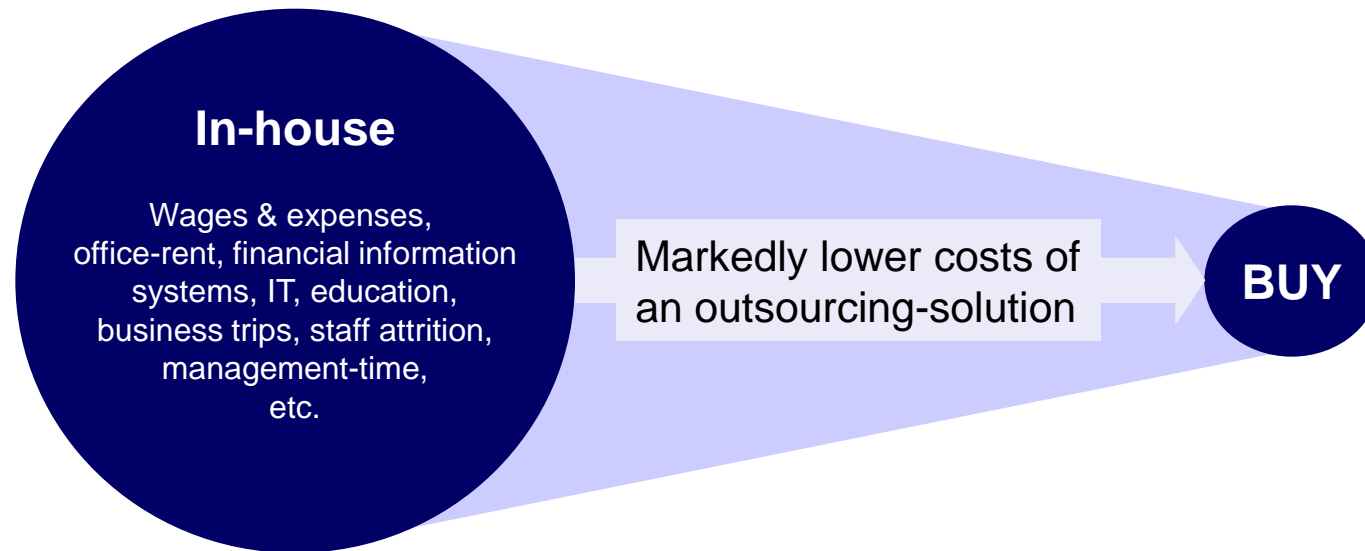 In-house
Wages & expenses,
office-rent, financial information
systems, IT, education,
business trips, staff attrition,
management-time,
etc.
Markedly lower costs of
an outsourcing-solution
BUY